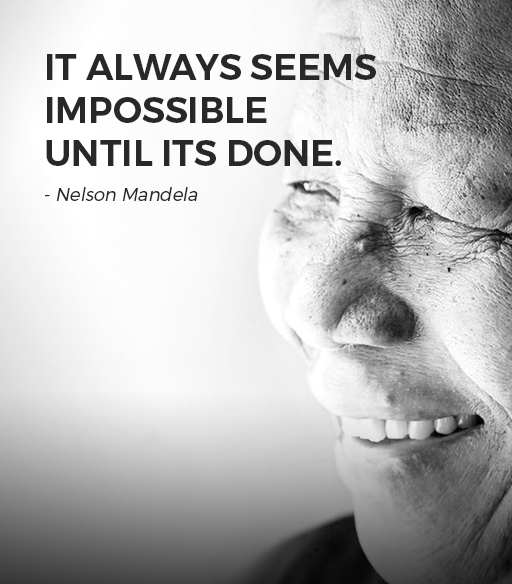 IT ALWAYS SEEMS
IMPOSSIBLE
UNTIL ITS DONE.
- Nelson Mandela